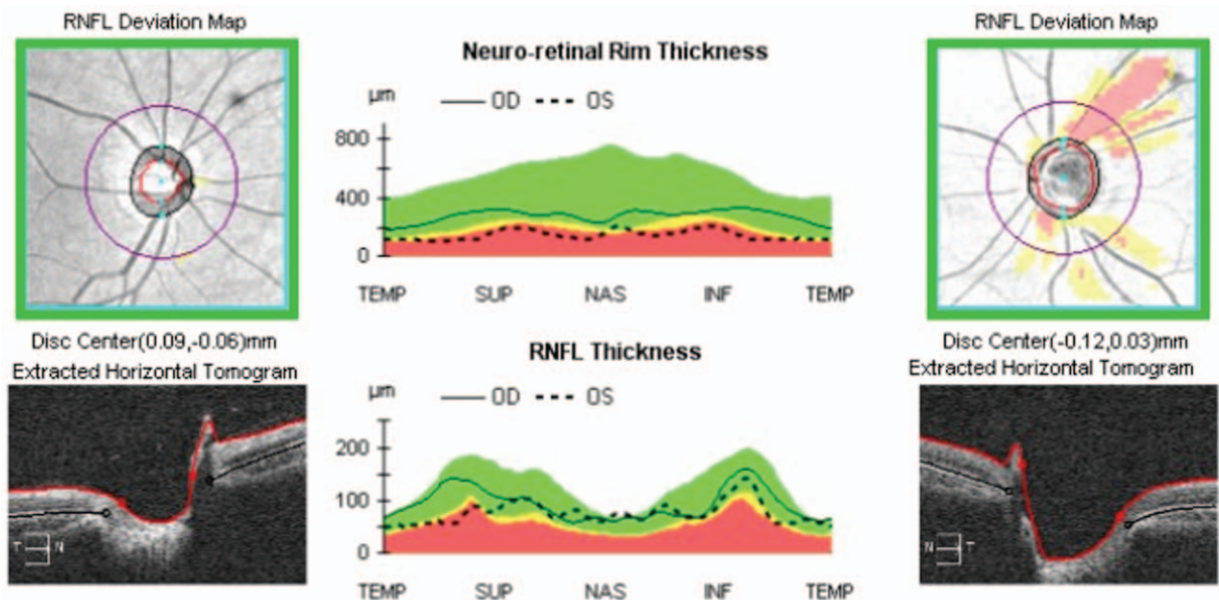 RNFL Deviation Map
Disc Center(0.09,-0.06)mm
Extracted Horizontal Tomogram
T N
Neuro-retinal Rim Thickness
µm OD OS
800
400
0
TEMP SUP NAS INF TEMP
RNFL Thickness
µm OD OS
200
100
0
TEMP SUP NAS INF TEMP
RNFL Deviation Map
Disc Center(-0.12,0.03)mm
Extracted Horizontal Tomogram
N T